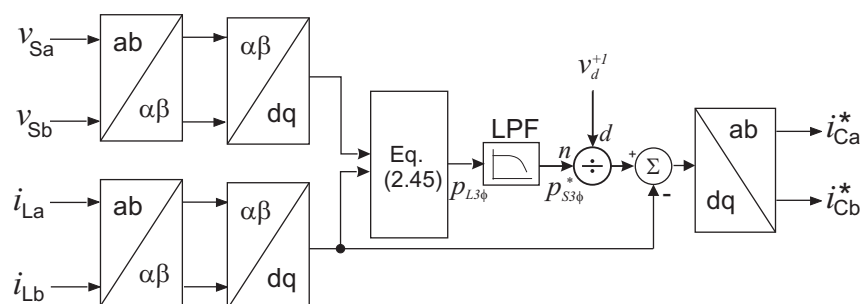 v_Sa
ab
αβ
αβ
dq
v_Sb
i_La
ab
αβ
αβ
dq
i_Lb
Eq.
(2.45)
p_L3ϕ
LPF
n
p*_S3ϕ
v_d^+1
d
÷
+
Σ
-
ab
dq
i*_Ca
i*_Cb